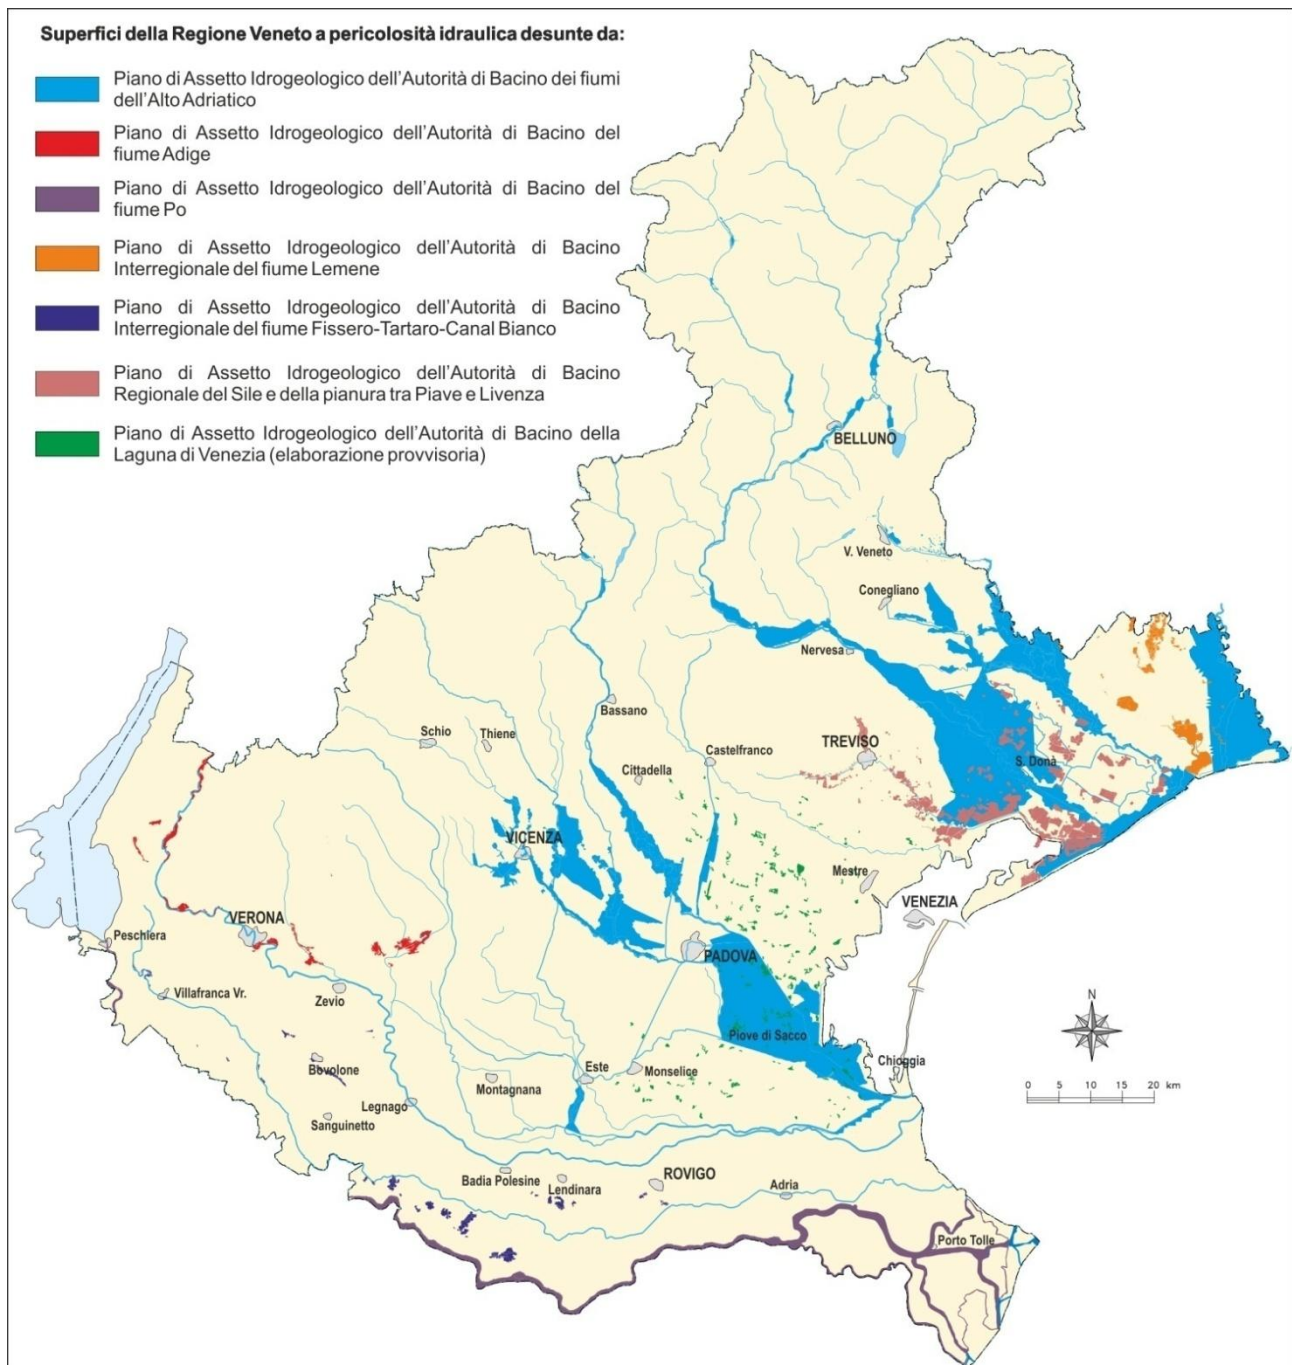 Superfici della Regione Veneto a pericolosità idraulica desunte da:
Piano di Assetto Idrogeologico dell'Autorità di Bacino dei fiumi
dell'Alto Adriatico
Piano di Assetto Idrogeologico dell'Autorità di Bacino del
fiume Adige
Piano di Assetto Idrogeologico dell'Autorità di Bacino del
fiume Po
Piano di Assetto Idrogeologico dell'Autorità di Bacino
Interregionale del fiume Lemene
Piano di Assetto Idrogeologico dell'Autorità di Bacino
Interregionale del fiume Fissero-Tartaro-Canal Bianco
Piano di Assetto Idrogeologico dell'Autorità di Bacino
Regionale del Sile e della pianura tra Piave e Livenza
Piano di Assetto Idrogeologico dell'Autorità di Bacino della
Laguna di Venezia (elaborazione provvisoria)
BELLUNO
V. Veneto
Conegliano
Nervesa
Bassano
Schio
Thiene
Castelfranco
TREVISO
Cittadella
S. Donà
VICENZA
Mestre
VENEZIA
VERONA
Peschiera
PADOVA
Villafranca Vr.
Zevio
N
Piove di Sacco
Chioggia
Bovolone
Este
Monselice
Montagnana
0 5 10 15 20 km
Legnago
Sanguinetto
Badia Polesine
ROVIGO
Lendinara
Adria
Porto Tolle